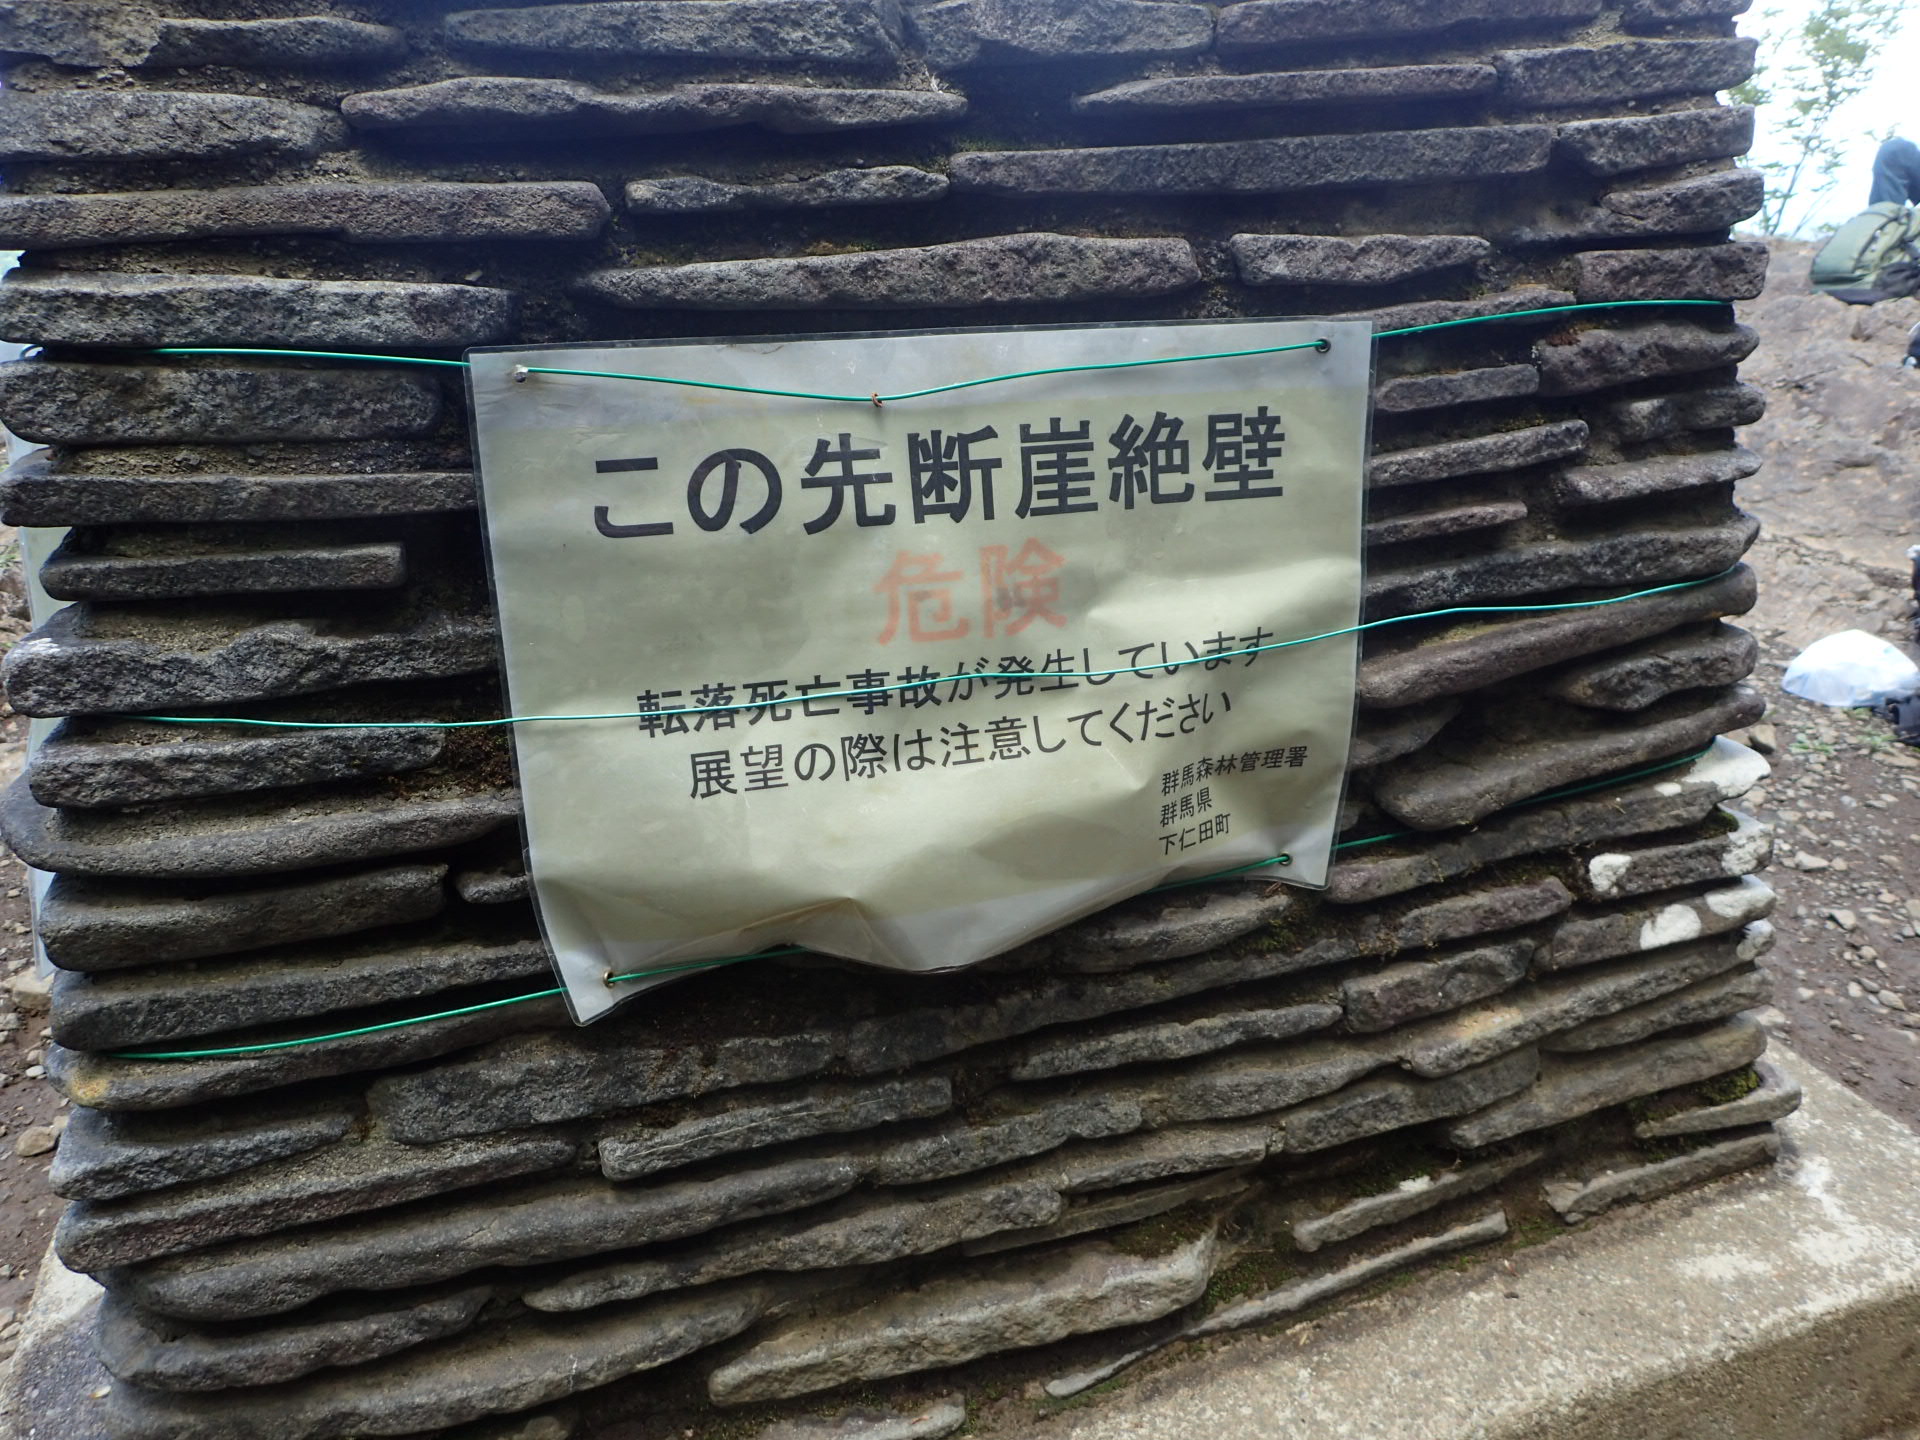 この先断崖絶壁
危険
転落死亡事故が発生しています
展望の際は注意してください
群馬森林管理署
群馬県
下仁田町